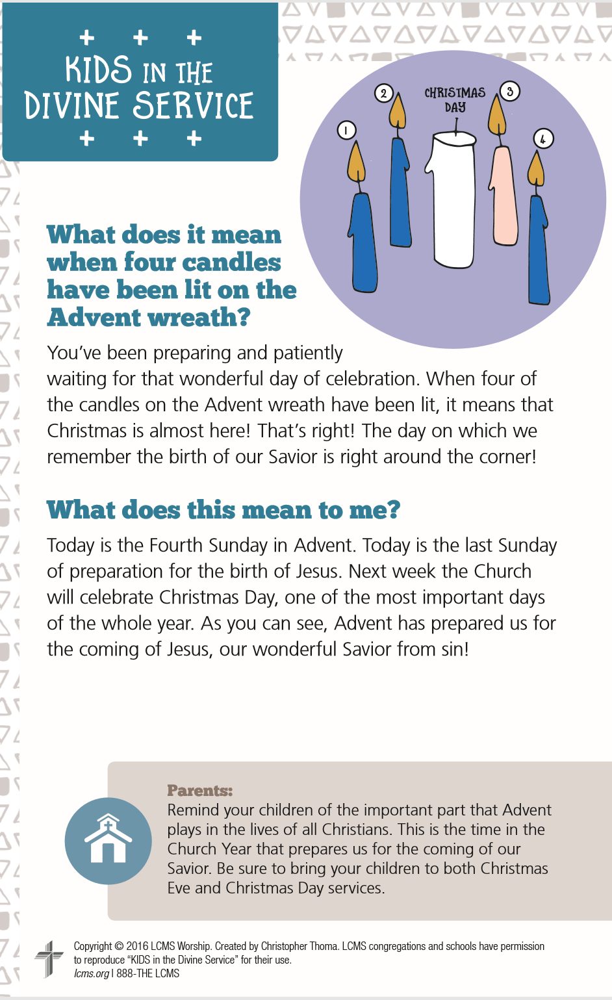 KIDS IN THE
DIVINE SERVICE
1
2
CHRISTMAS
DAY
3
4
What does it mean
when four candles
have been lit on the
Advent wreath?
You’ve been preparing and patiently
waiting for that wonderful day of celebration. When four of
the candles on the Advent wreath have been lit, it means that
Christmas is almost here! That’s right! The day on which we
remember the birth of our Savior is right around the corner!
What does this mean to me?
Today is the Fourth Sunday in Advent. Today is the last Sunday
of preparation for the birth of Jesus. Next week the Church
will celebrate Christmas Day, one of the most important days
of the whole year. As you can see, Advent has prepared us for
the coming of Jesus, our wonderful Savior from sin!
Parents:
Remind your children of the important part that Advent
plays in the lives of all Christians. This is the time in the
Church Year that prepares us for the coming of our
Savior. Be sure to bring your children to both Christmas
Eve and Christmas Day services.
Copyright © 2016 LCMS Worship. Created by Christopher Thoma. LCMS congregations and schools have permission
to reproduce “KIDS in the Divine Service” for their use.
lcms.org | 888-THE LCMS